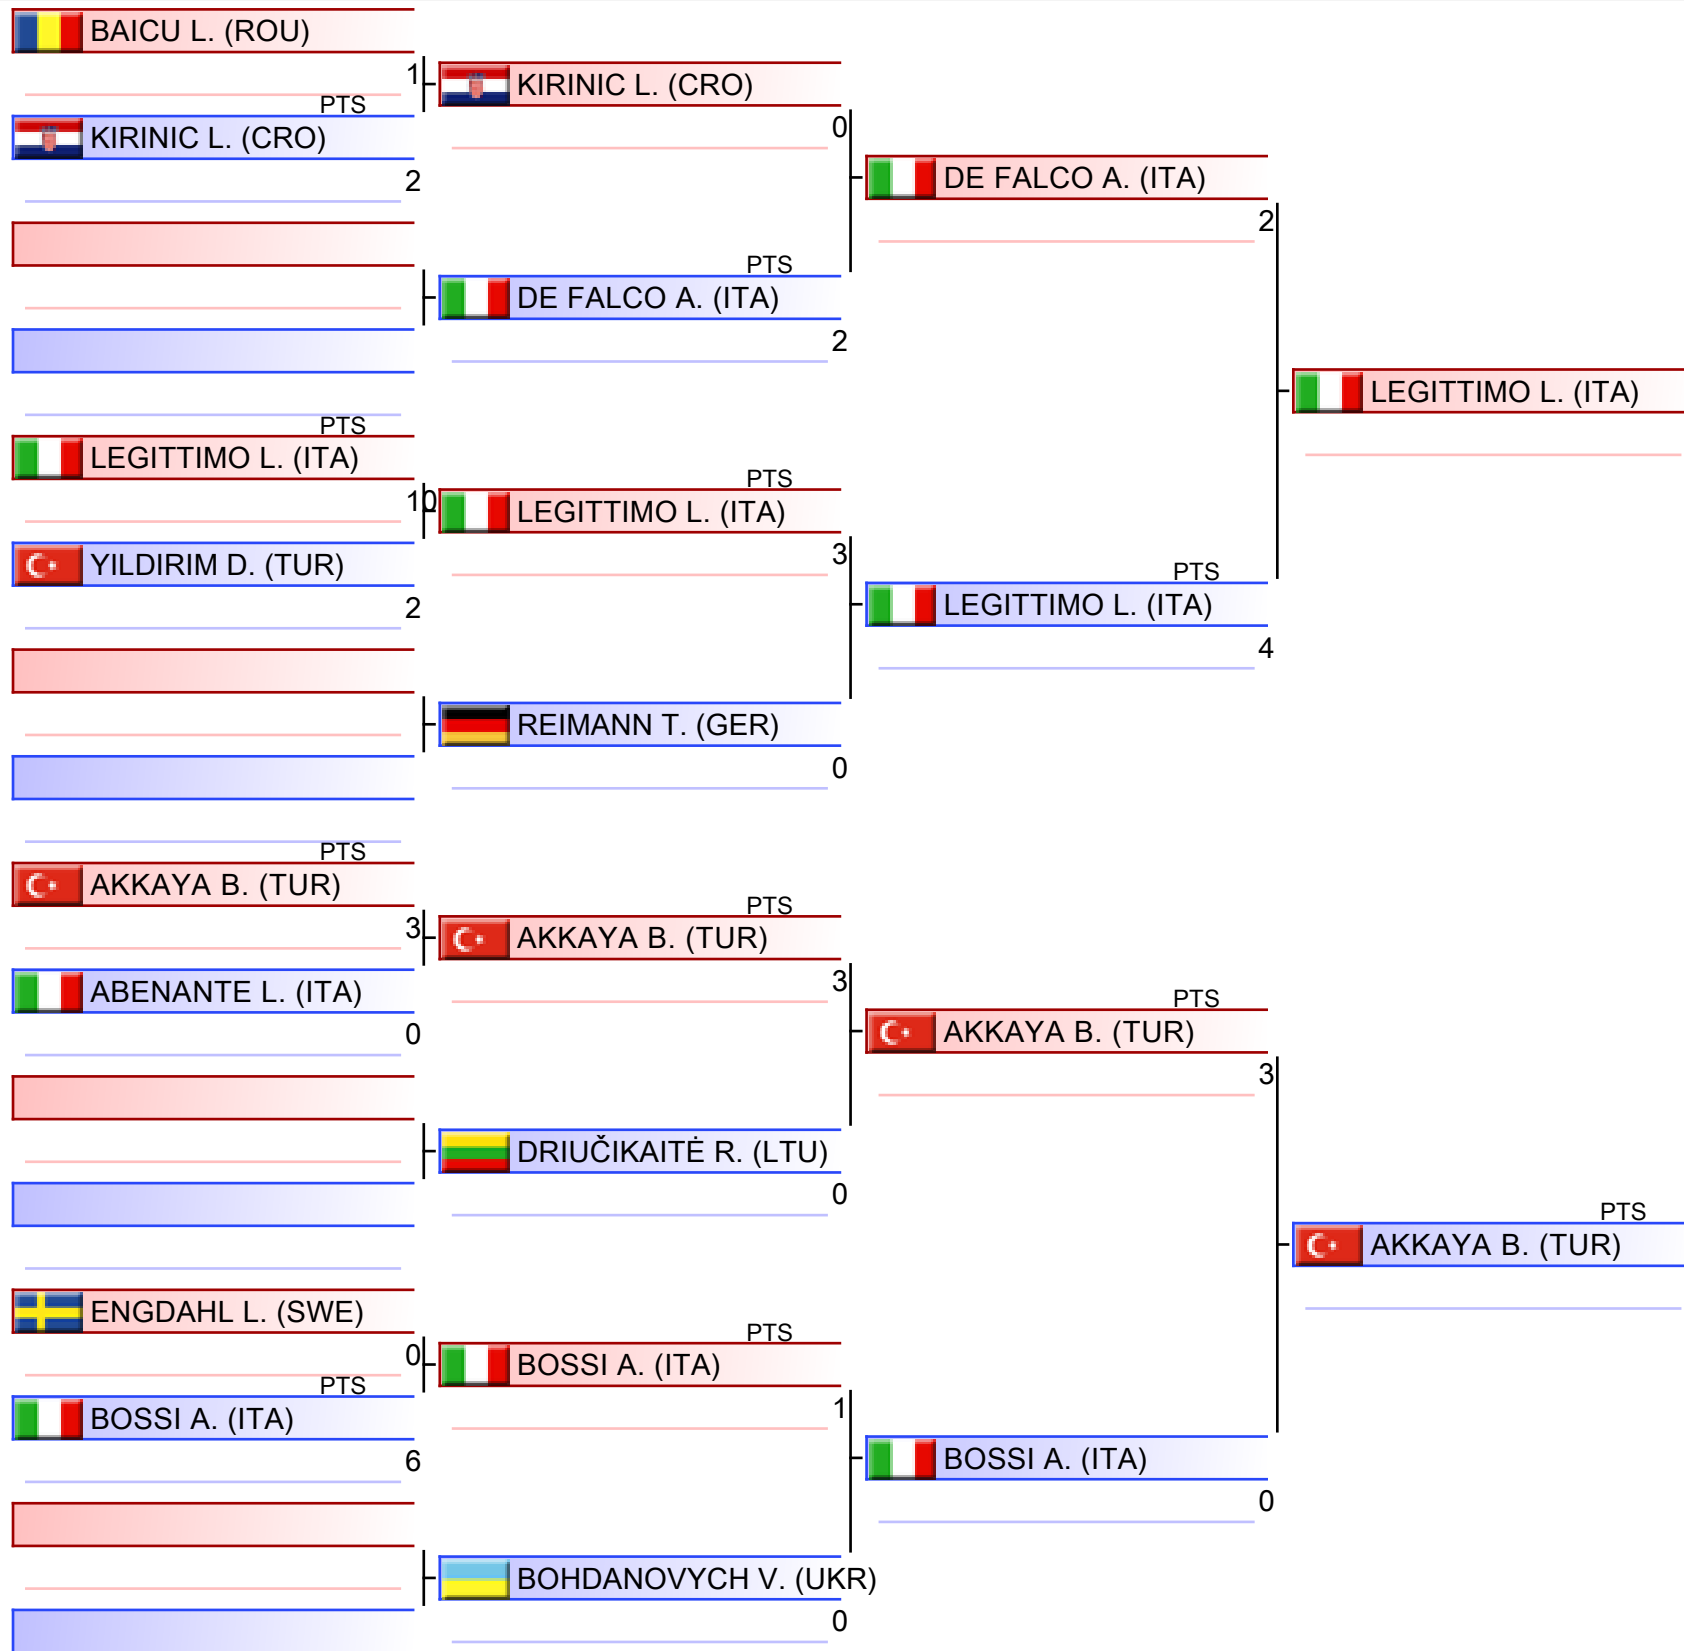 BAICU L. (ROU)
1
PTS
KIRINIC L. (CRO)
2
PTS
LEGITTIMO L. (ITA)
10
YILDIRIM D. (TUR)
2
PTS
AKKAYA B. (TUR)
3
ABENANTE L. (ITA)
0
ENGDAHL L. (SWE)
0
PTS
BOSSI A. (ITA)
6
KIRINIC L. (CRO)
0
PTS
DE FALCO A. (ITA)
2
PTS
LEGITTIMO L. (ITA)
3
REIMANN T. (GER)
0
PTS
AKKAYA B. (TUR)
3
DRIUČIKAITĖ R. (LTU)
0
PTS
BOSSI A. (ITA)
1
BOHDANOVYCH V. (UKR)
0
DE FALCO A. (ITA)
2
PTS
LEGITTIMO L. (ITA)
4
PTS
AKKAYA B. (TUR)
3
BOSSI A. (ITA)
0
LEGITTIMO L. (ITA)
PTS
AKKAYA B. (TUR)